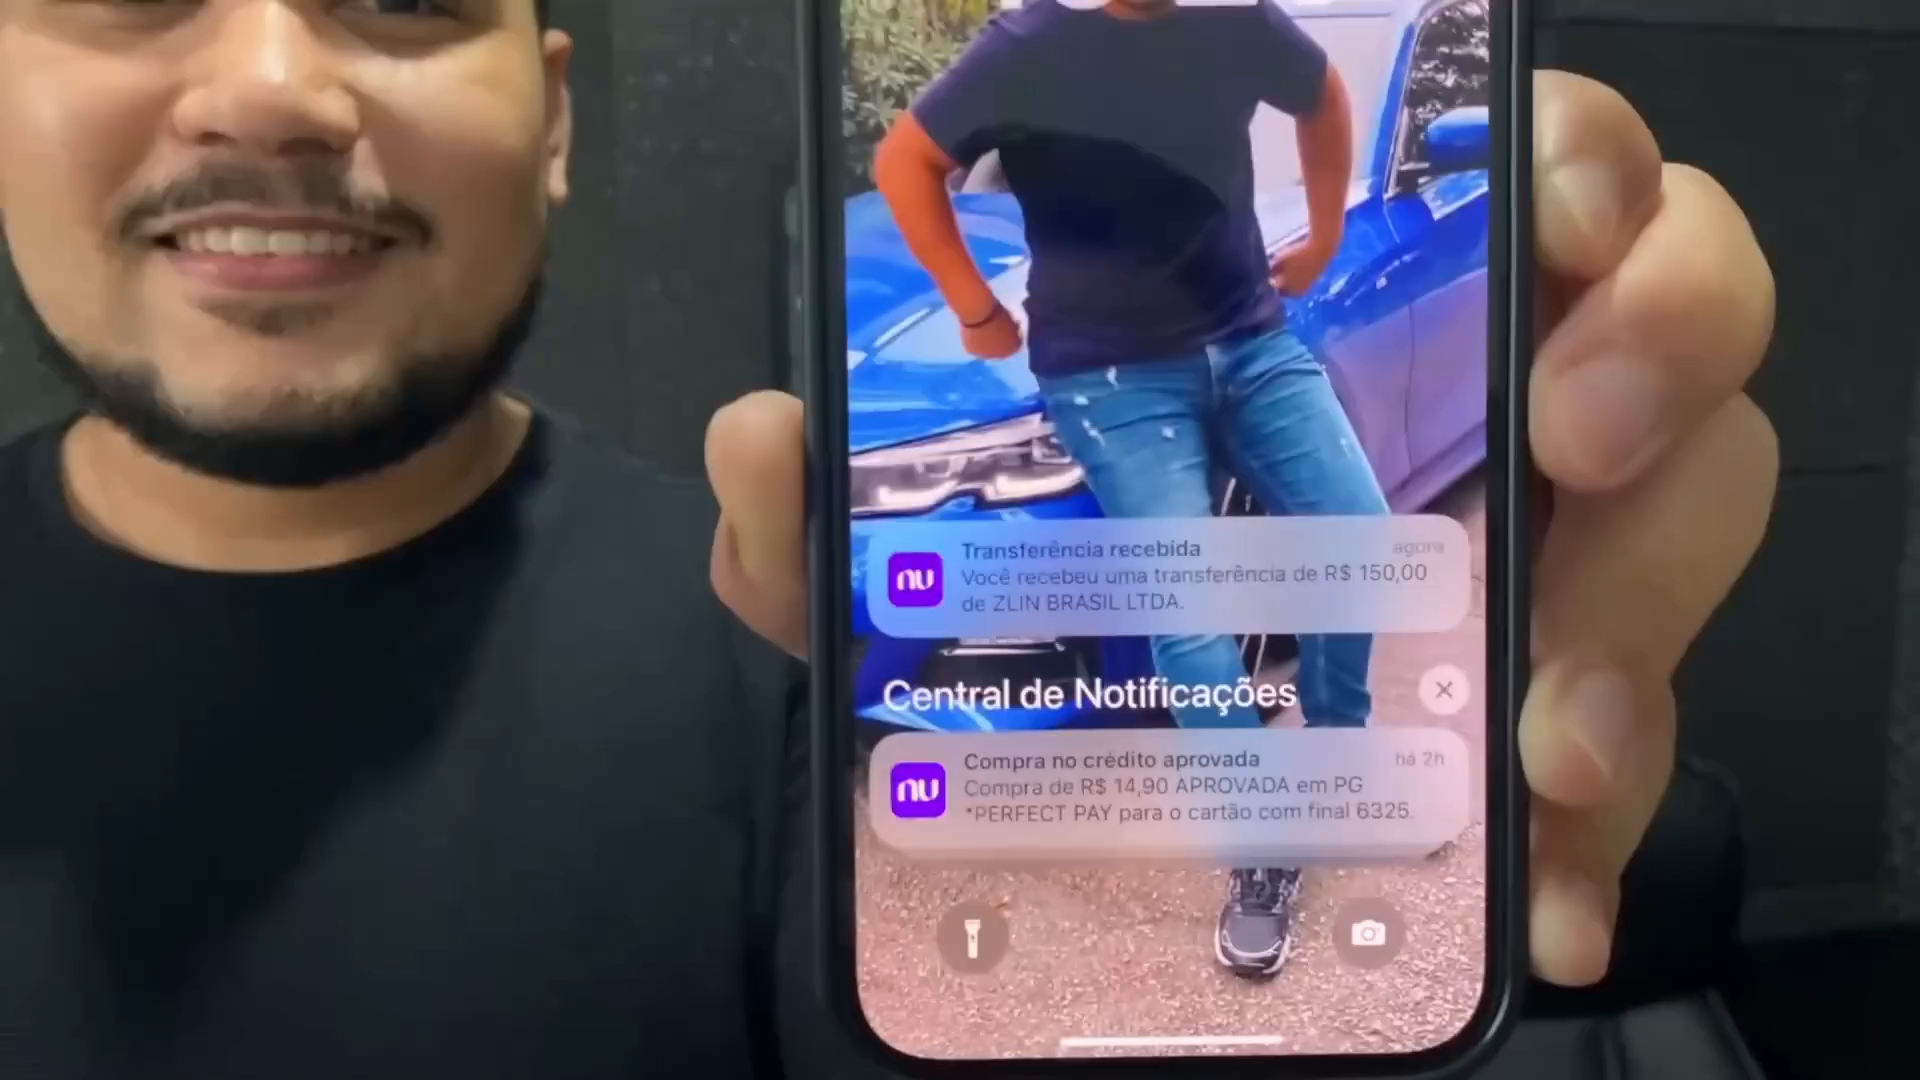 Transferência recebida
agora
nu
Você recebeu uma transferência de R$ 150,00
de ZLIN BRASIL LTDA.
Central de Notificações
Compra no crédito aprovada
há 2h
nu
Compra de R$ 14,90 APROVADA em PG
*PERFECT PAY para o cartão com final 6325.